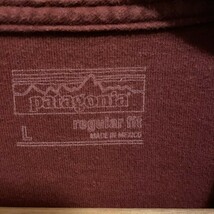 patagonia
L
regular fit
MADE IN MEXICO